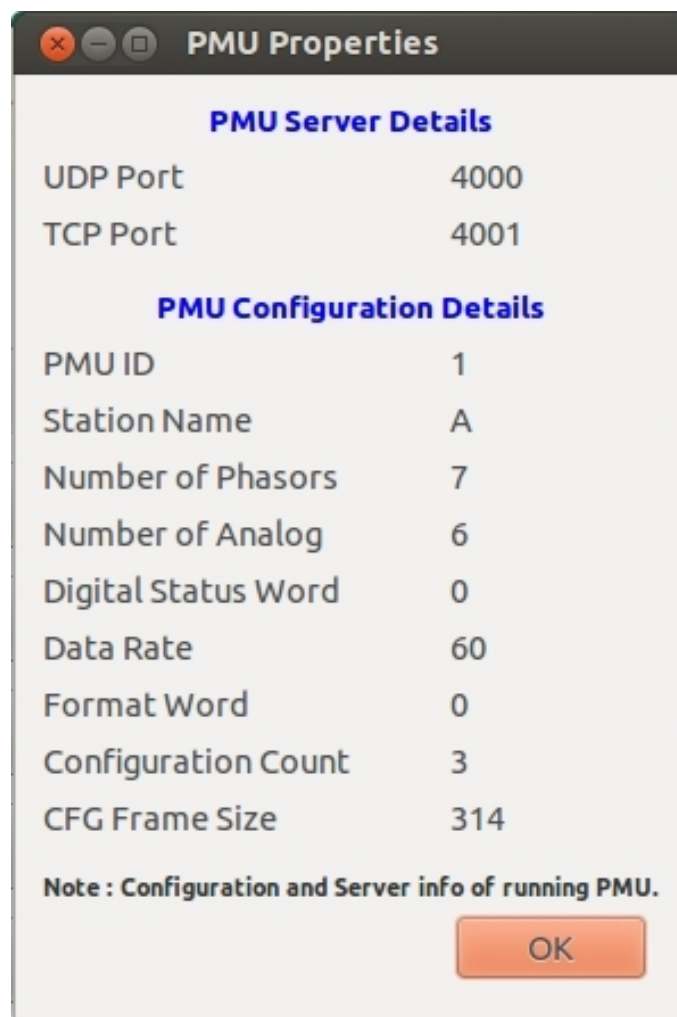 PMU Properties
PMU Server Details
UDP Port 4000
TCP Port 4001
PMU Configuration Details
PMU ID 1
Station Name A
Number of Phasors 7
Number of Analog 6
Digital Status Word 0
Data Rate 60
Format Word 0
Configuration Count 3
CFG Frame Size 314
Note : Configuration and Server info of running PMU.
OK